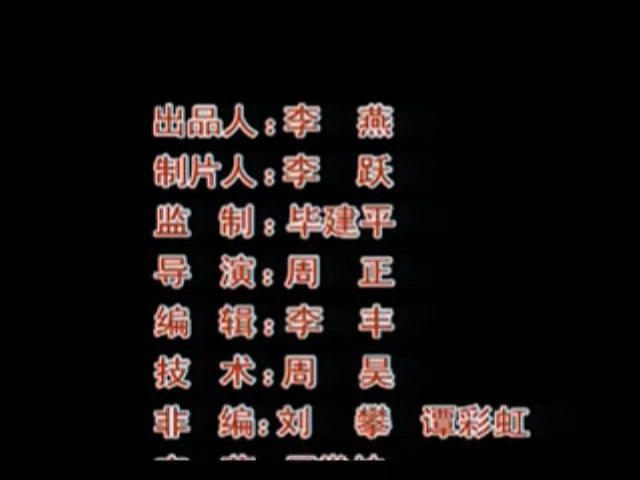 出品人:李 燕
制片人:李 跃
监 制:毕建平
导 演:周 正
编 辑:李 丰
技 术:周 昊
非 编:刘 攀 谭彩虹